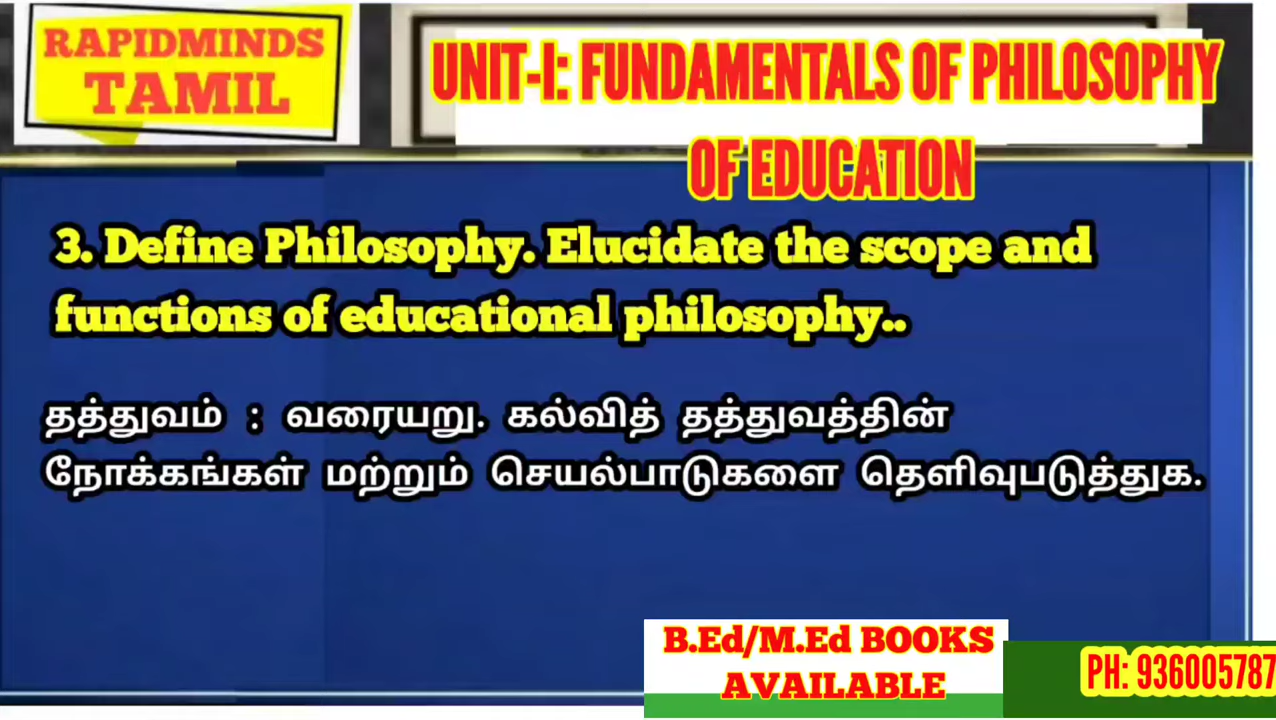 RAPIDMINDS
TAMIL
UNIT-I: FUNDAMENTALS OF PHILOSOPHY
OF EDUCATION
3. Define Philosophy. Elucidate the scope and
functions of educational philosophy..
தத்துவம் : வரையறு. கல்வித் தத்துவத்தின்
நோக்கங்கள் மற்றும் செயல்பாடுகளை தெளிவுபடுத்துக.
B.Ed/M.Ed BOOKS
AVAILABLE
PH: 936005787